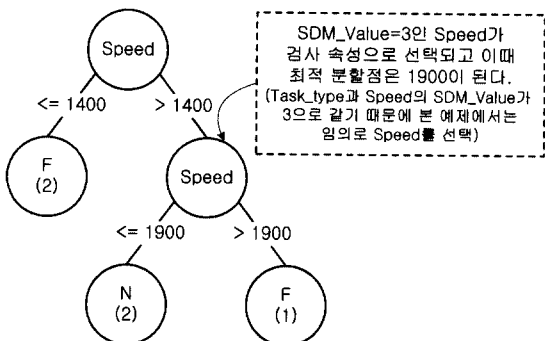 Speed
SDM_Value=3인 Speed가
검사 속성으로 선택되고 이때
최적 분할점은 1900이 된다.
(Task_type과 Speed의 SDM_Value가
3으로 같기 때문에 본 예제에서는
임의로 Speed를 선택)
<= 1400
> 1400
F
(2)
Speed
<= 1900
> 1900
N
(2)
F
(1)